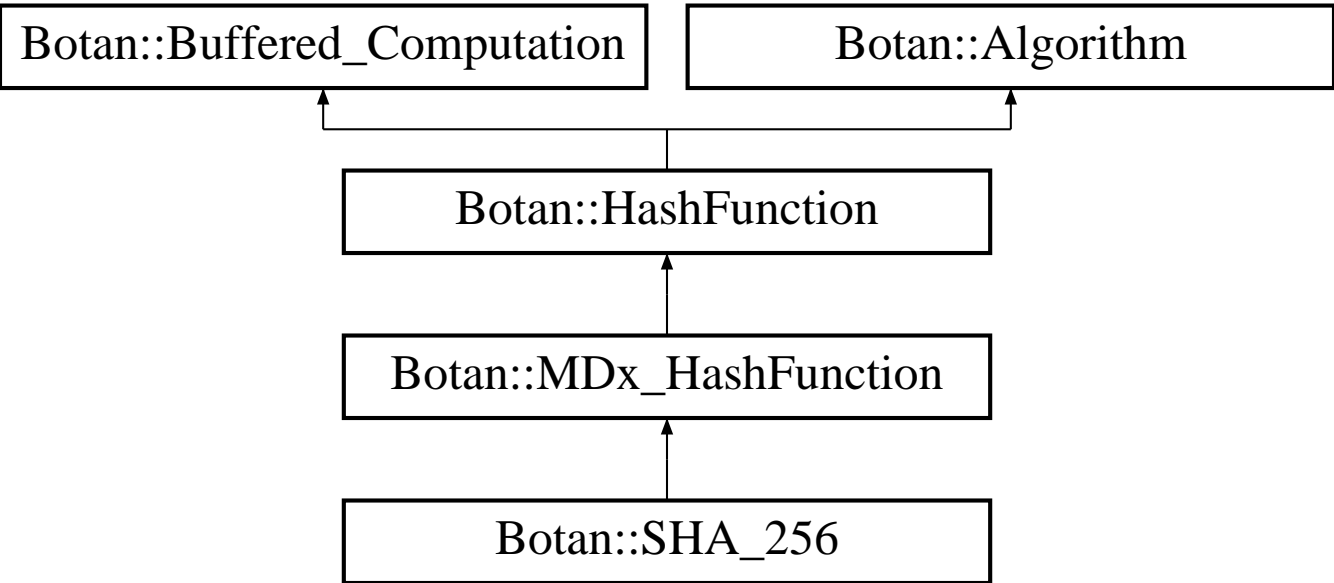 Botan::Buffered_Computation
Botan::Algorithm
Botan::HashFunction
Botan::MDx_HashFunction
Botan::SHA_256